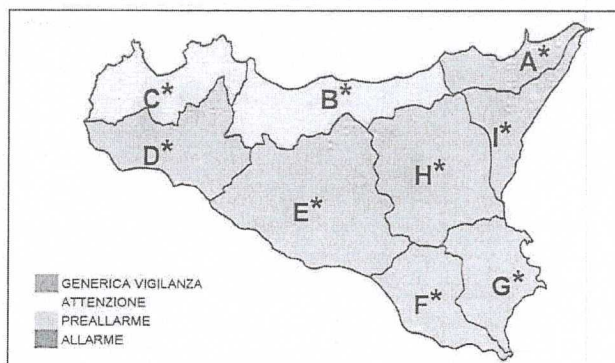 A*
C*
B*
I*
D*
H*
E*
G*
F*
GENERICA VIGILANZA
ATTENZIONE
PREALLARME
ALLARME